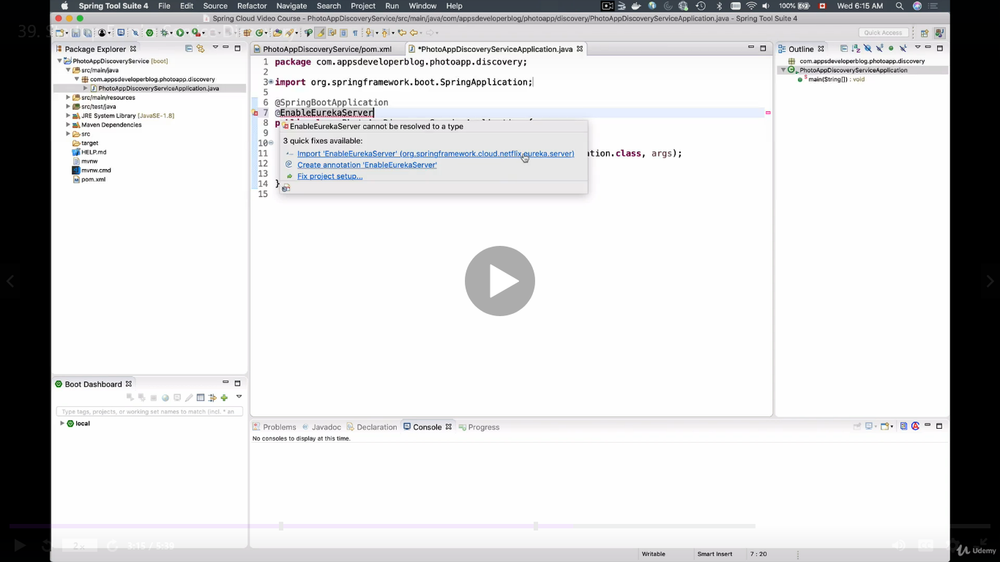 39. S
Spring Tool Suite 4 File Edit Source Refactor Navigate Search Project Run Window Help 100% Wed 6:15 AM
Spring Cloud Video Course - PhotoAppDiscoveryService/src/main/java/com/appsdeveloperblog/photoapp/discovery/PhotoAppDiscoveryServiceApplication.java - Spring Tool Suite 4
Quick Access
Package Explorer
PhotoAppDiscoveryService [boot]
src/main/java
com.appsdeveloperblog.photoapp.discovery
PhotoAppDiscoveryServiceApplication.java
src/main/resources
src/test/java
JRE System Library [JavaSE-1.8]
Maven Dependencies
src
target
HELP.md
mvnw
mvnw.cmd
pom.xml
PhotoAppDiscoveryService/pom.xml *PhotoAppDiscoveryServiceApplication.java
1 package com.appsdeveloperblog.photoapp.discovery;
2
3 import org.springframework.boot.SpringApplication;
5
6 @SpringBootApplication
7 @EnableEurekaServer
8 p
9
10
11 ation.class, args);
12
13
14 }
15
EnableEurekaServer cannot be resolved to a type
3 quick fixes available:
Import 'EnableEurekaServer' (org.springframework.cloud.netflix.eureka.server)
Create annotation 'EnableEurekaServer'
Fix project setup...
Outline
com.appsdeveloperblog.photoapp.discovery
PhotoAppDiscoveryServiceApplication
main(String[]) : void
Boot Dashboard
Type tags, projects, or working set names to match (incl. * an
local
Problems Javadoc Declaration Console Progress
No consoles to display at this time.
Writable Smart Insert 7 : 20
2x 3:15 / 5:39
Udemy